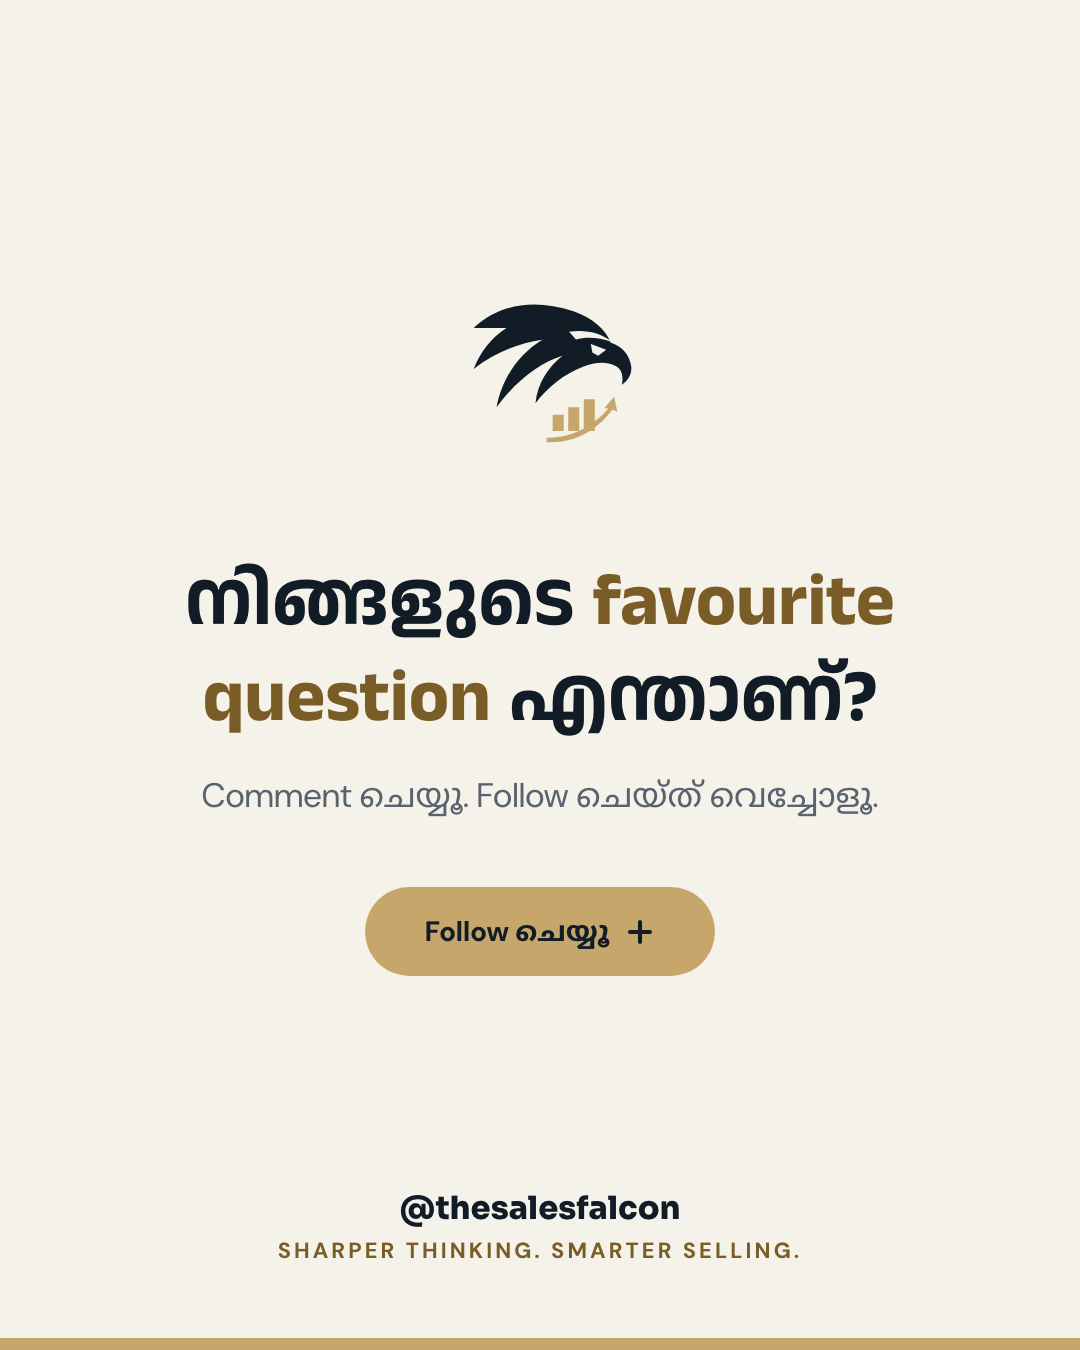 നിങ്ങളുടെ favourite
question എന്താണ്?
Comment ചെയ്യൂ. Follow ചെയ്ത് വെച്ചോളൂ.
Follow ചെയ്യൂ +
@thesalesfalcon
SHARPER THINKING. SMARTER SELLING.